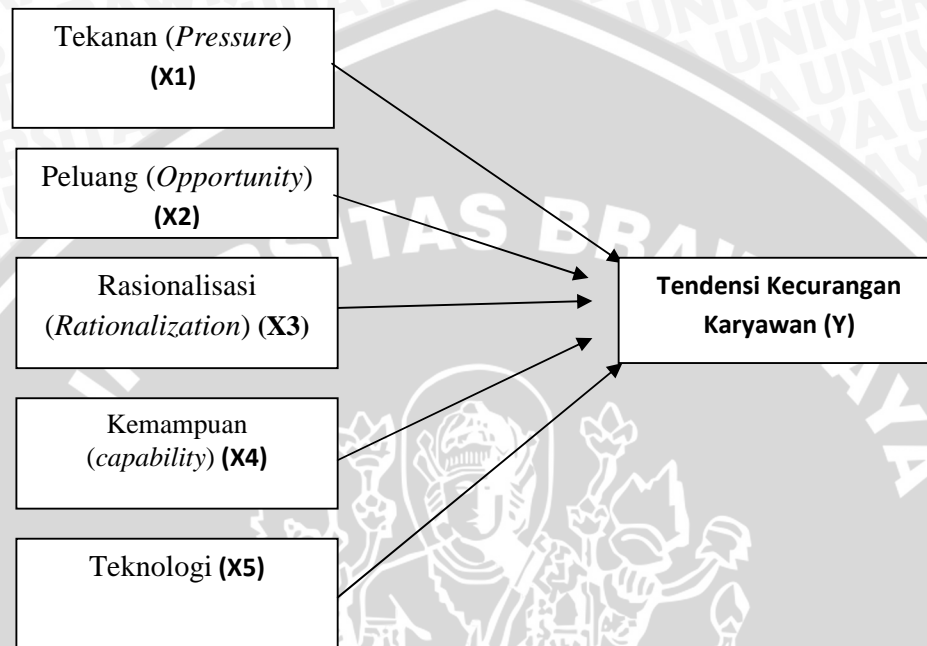 Tekanan (Pressure)
(X1)
Peluang (Opportunity)
(X2)
Rasionalisasi
(Rationalization) (X3)
Kemampuan
(capability) (X4)
Teknologi (X5)
Tendensi Kecurangan
Karyawan (Y)